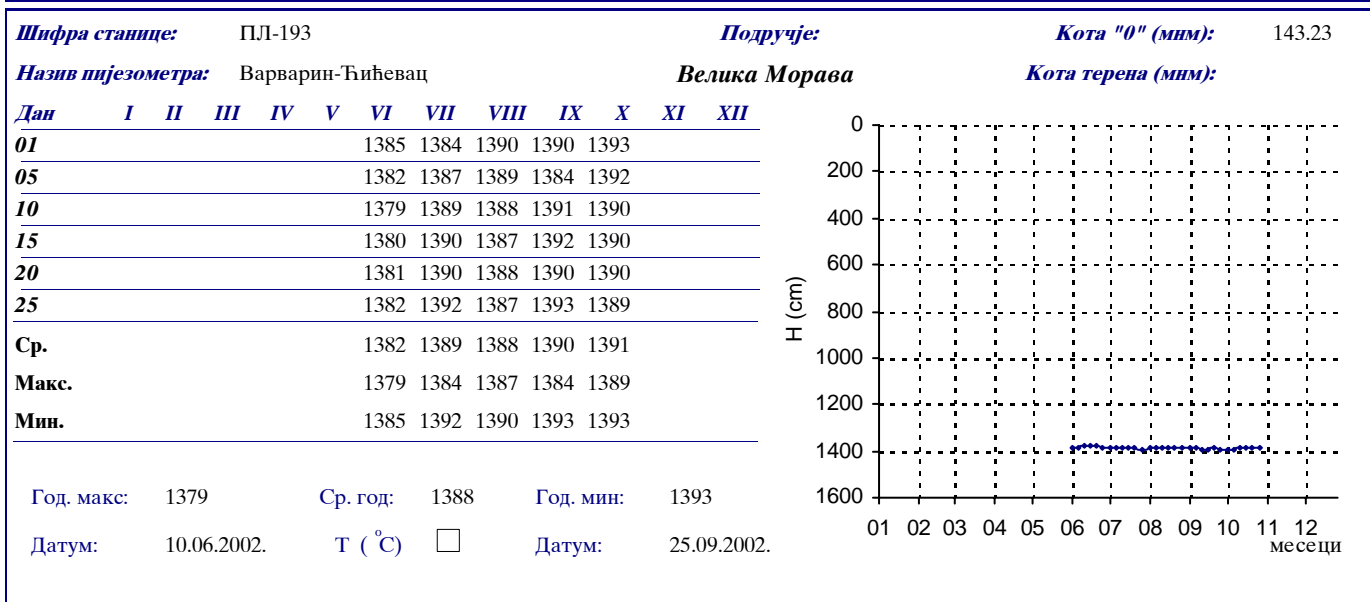 Шифра станице: ПЛ-193 Подручје: Кота "0" (мнм): 143.23
Назив пијезометра: Варварин-Ћићевац Велика Морава Кота терена (мнм):
Дан I II III IV V VI VII VIII IX X XI XII
01 1385 1384 1390 1390 1393
05 1382 1387 1389 1384 1392
10 1379 1389 1388 1391 1390
15 1380 1390 1387 1392 1390
20 1381 1390 1388 1390 1390
25 1382 1392 1387 1393 1389
Ср. 1382 1389 1388 1390 1391
Макс. 1379 1384 1387 1384 1389
Мин. 1385 1392 1390 1393 1393
Год. макс: 1379 Ср. год: 1388 Год. мин: 1393
Датум: 10.06.2002. Т ( °С) Датум: 25.09.2002.
H (cm)
0
200
400
600
800
1000
1200
1400
1600
01 02 03 04 05 06 07 08 09 10 11 12
месеци